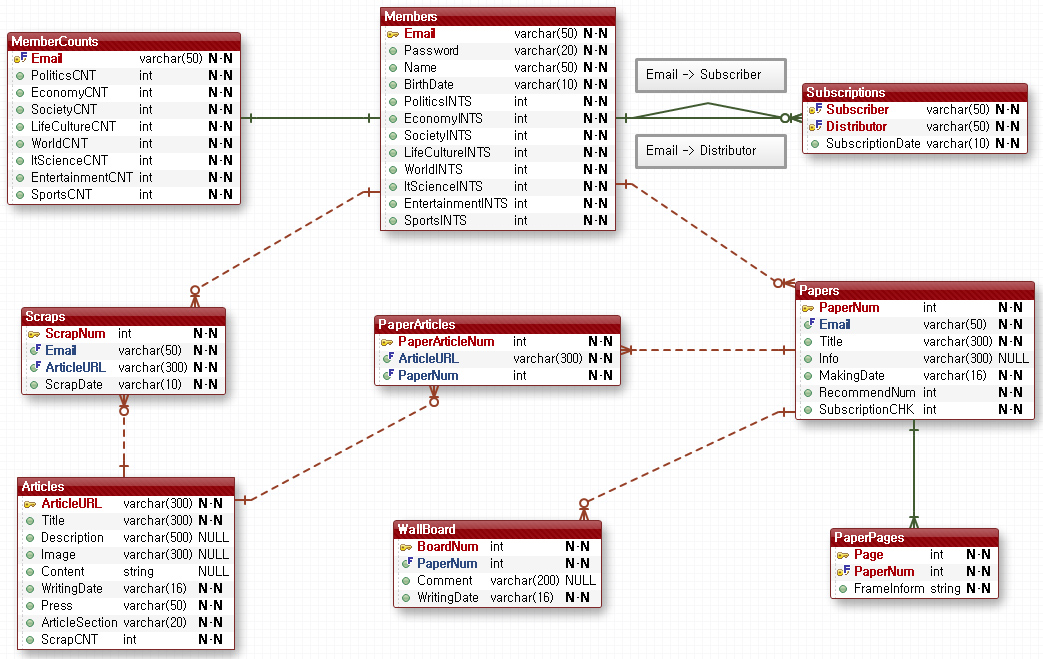 MemberCounts
Email varchar(50) N-N
PoliticsCNT int N-N
EconomyCNT int N-N
SocietyCNT int N-N
LifeCultureCNT int N-N
WorldCNT int N-N
ItScienceCNT int N-N
EntertainmentCNT int N-N
SportsCNT int N-N
Members
Email varchar(50) N-N
Password varchar(20) N-N
Name varchar(50) N-N
BirthDate varchar(10) N-N
PoliticsINTS int N-N
EconomyINTS int N-N
SocietyINTS int N-N
LifeCultureINTS int N-N
WorldINTS int N-N
ItScienceINTS int N-N
EntertainmentINTS int N-N
SportsINTS int N-N
Email -> Subscriber
Email -> Distributor
Subscriptions
Subscriber varchar(50) N-N
Distributor varchar(50) N-N
SubscriptionDate varchar(10) N-N
Scraps
ScrapNum int N-N
Email varchar(50) N-N
ArticleURL varchar(300) N-N
ScrapDate varchar(10) N-N
PaperArticles
PaperArticleNum int N-N
ArticleURL varchar(300) N-N
PaperNum int N-N
Papers
PaperNum int N-N
Email varchar(50) N-N
Title varchar(300) N-N
Info varchar(300) NULL
MakingDate varchar(16) N-N
RecommendNum int N-N
SubscriptionCHK int N-N
Articles
ArticleURL varchar(300) N-N
Title varchar(300) N-N
Description varchar(500) NULL
Image varchar(300) NULL
Content string NULL
WritingDate varchar(16) N-N
Press varchar(50) N-N
ArticleSection varchar(20) N-N
ScrapCNT int N-N
WallBoard
BoardNum int N-N
PaperNum int N-N
Comment varchar(200) NULL
WritingDate varchar(16) N-N
PaperPages
Page int N-N
PaperNum int N-N
FrameInform string N-N